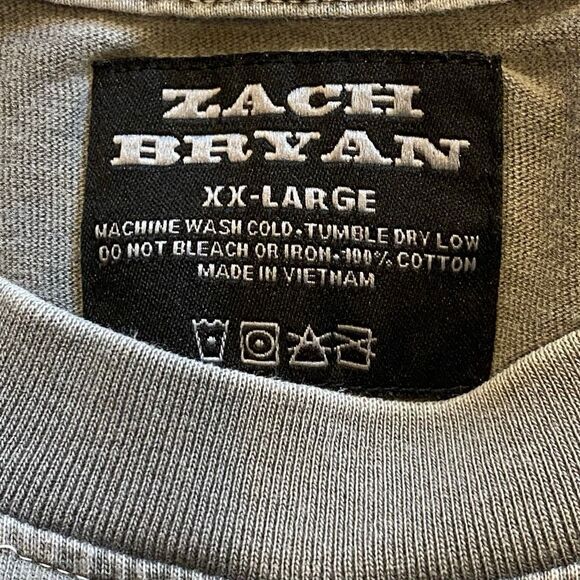 ZACH
BRYAN
XX-LARGE
MACHINE WASH COLD•TUMBLE DRY LOW
DO NOT BLEACH OR IRON•100% COTTON
MADE IN VIETNAM